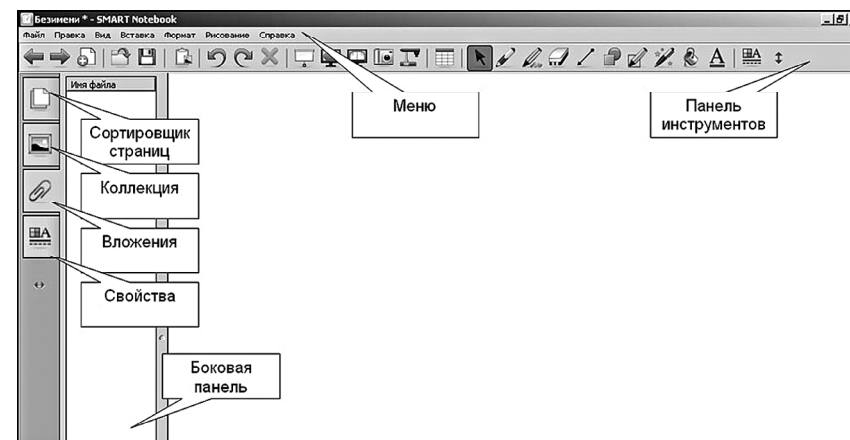 Безимени * - SMART Notebook
Файл Правка Вид Вставка Формат Рисование Справка
Имя файла
Меню
Панель
инструментов
Сортировщик
страниц
Коллекция
Вложения
Свойства
Боковая
панель